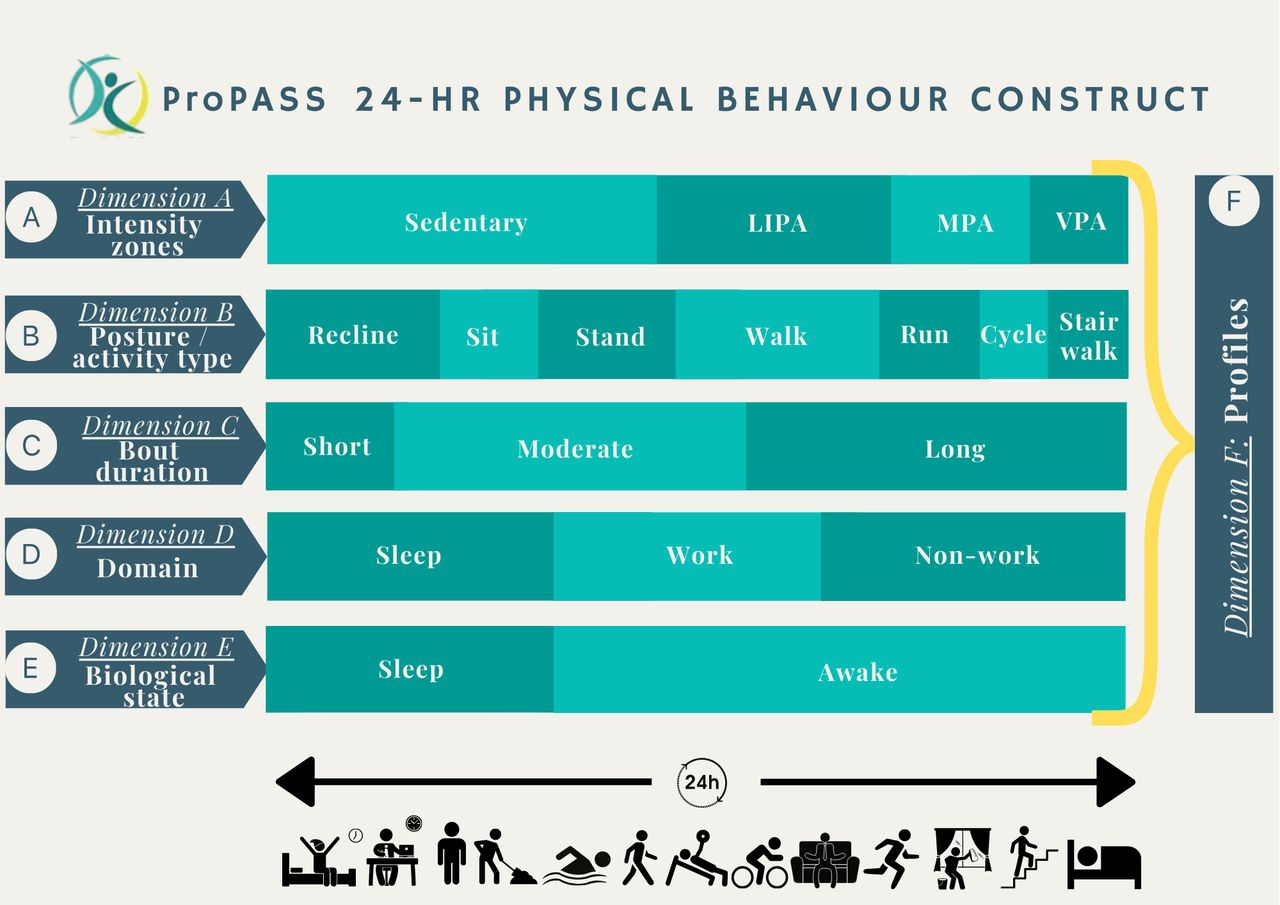 ProPASS 24-HR PHYSICAL BEHAVIOUR CONSTRUCT
A
Dimension A
Intensity
zones
Sedentary
LIPA
MPA
VPA
B
Dimension B
Posture /
activity type
Recline
Sit
Stand
Walk
Run
Cycle
Stair
walk
C
Dimension C
Bout
duration
Short
Moderate
Long
D
Dimension D
Domain
Sleep
Work
Non-work
E
Dimension E
Biological
state
Sleep
Awake
F
Dimension F: Profiles
24h